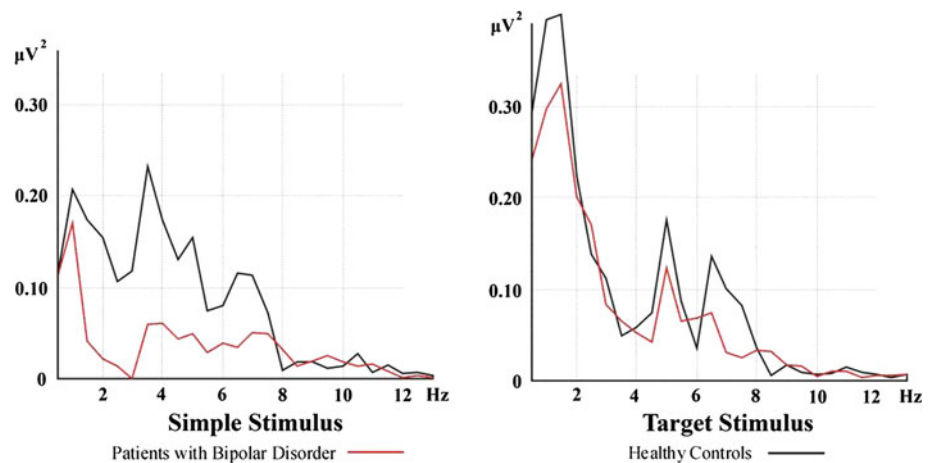 µV²
0.30
0.20
0.10
0
2 4 6 8 10 12 Hz
Simple Stimulus
Patients with Bipolar Disorder
µV²
0.30
0.20
0.10
0
2 4 6 8 10 12 Hz
Target Stimulus
Healthy Controls